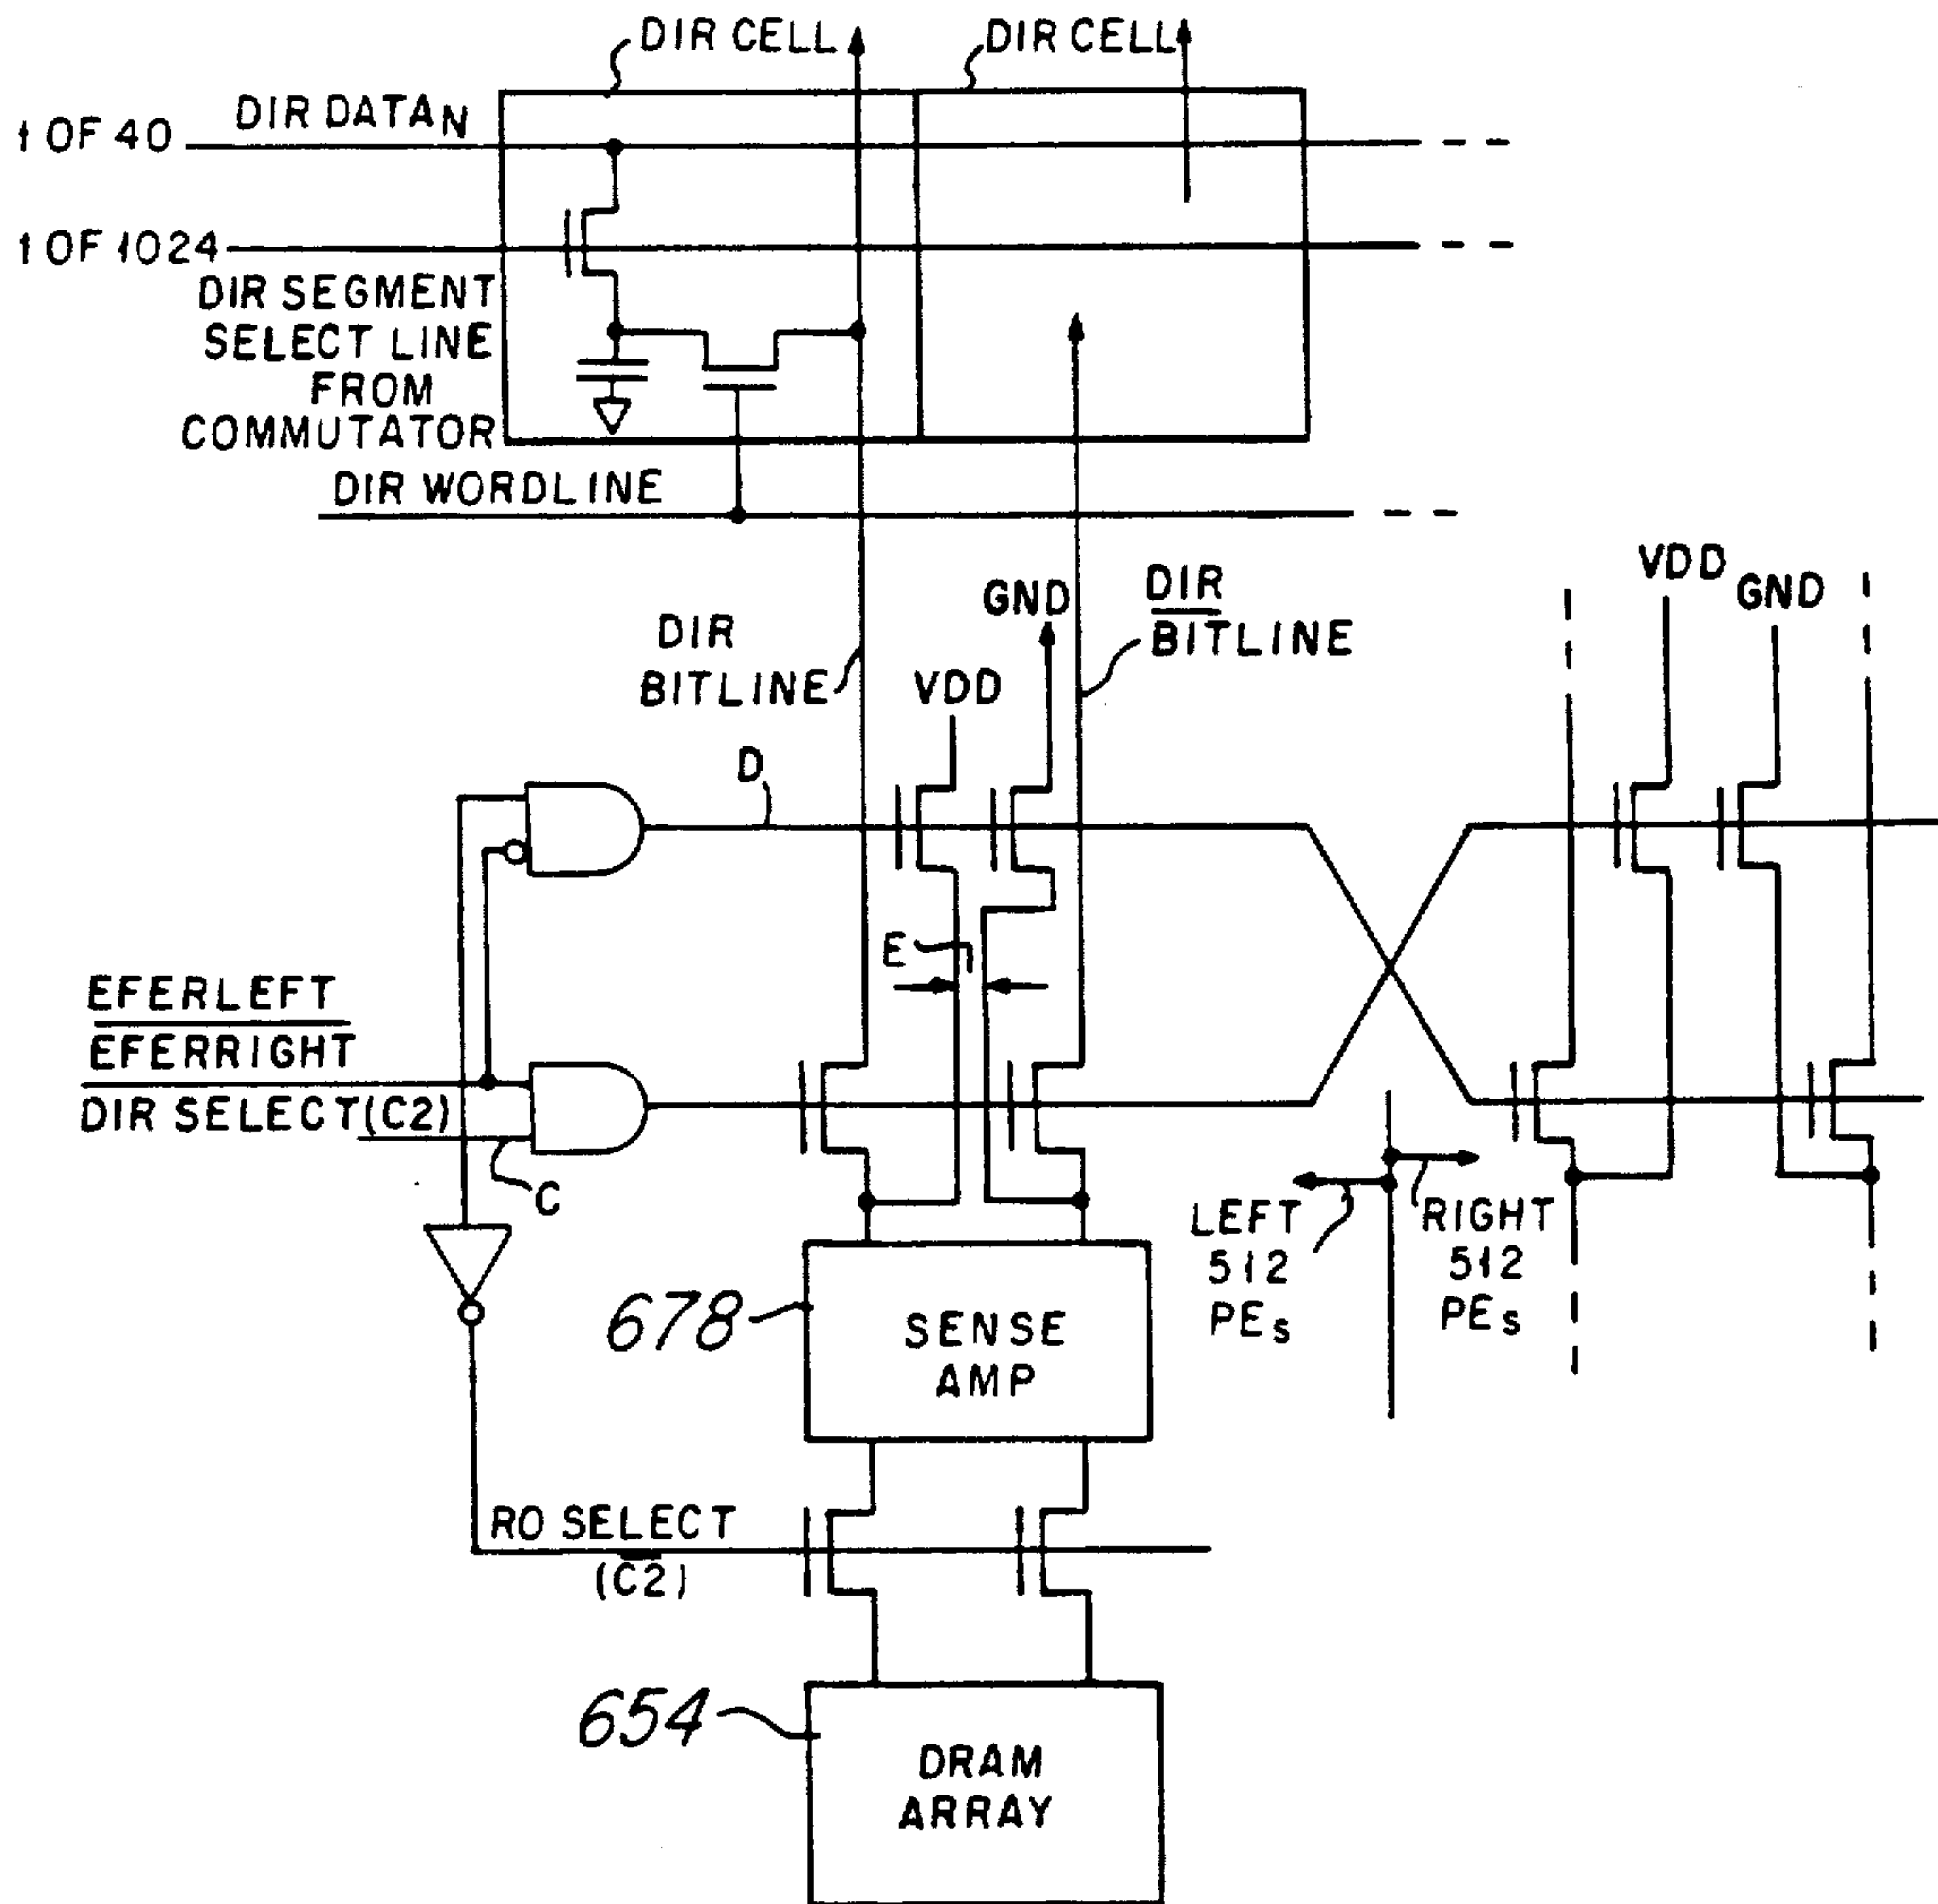 DIR CELL
DIR CELL
1 OF 40
DIR DATA N
1 OF 1024
DIR SEGMENT
SELECT LINE
FROM
COMMUTATOR
DIR WORDLINE
DIR
BITLINE
VDD
GND
DIR
BITLINE
VDD
GND
D
E
EFERLEFT
EFERRIGHT
DIR SELECT (C2)
C
LEFT
512
PEs
RIGHT
512
PEs
678
SENSE
AMP
RO SELECT
(C2)
654
DRAM
ARRAY